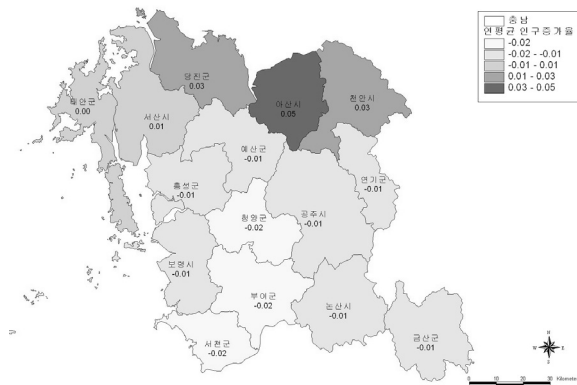 충남
연평균 인구증가율
-0.02
-0.02 - -0.01
-0.01 - 0.01
0.01 - 0.03
0.03 - 0.05
당진군
0.03
아산시
0.05
천안시
0.03
태안군
0.00
서산시
0.01
예산군
-0.01
연기군
-0.01
홍성군
-0.01
청양군
-0.02
공주시
-0.01
보령시
-0.01
부여군
-0.02
논산시
-0.01
서천군
-0.02
금산군
-0.01
N
W E
S
0 10 20 30 Kilometers